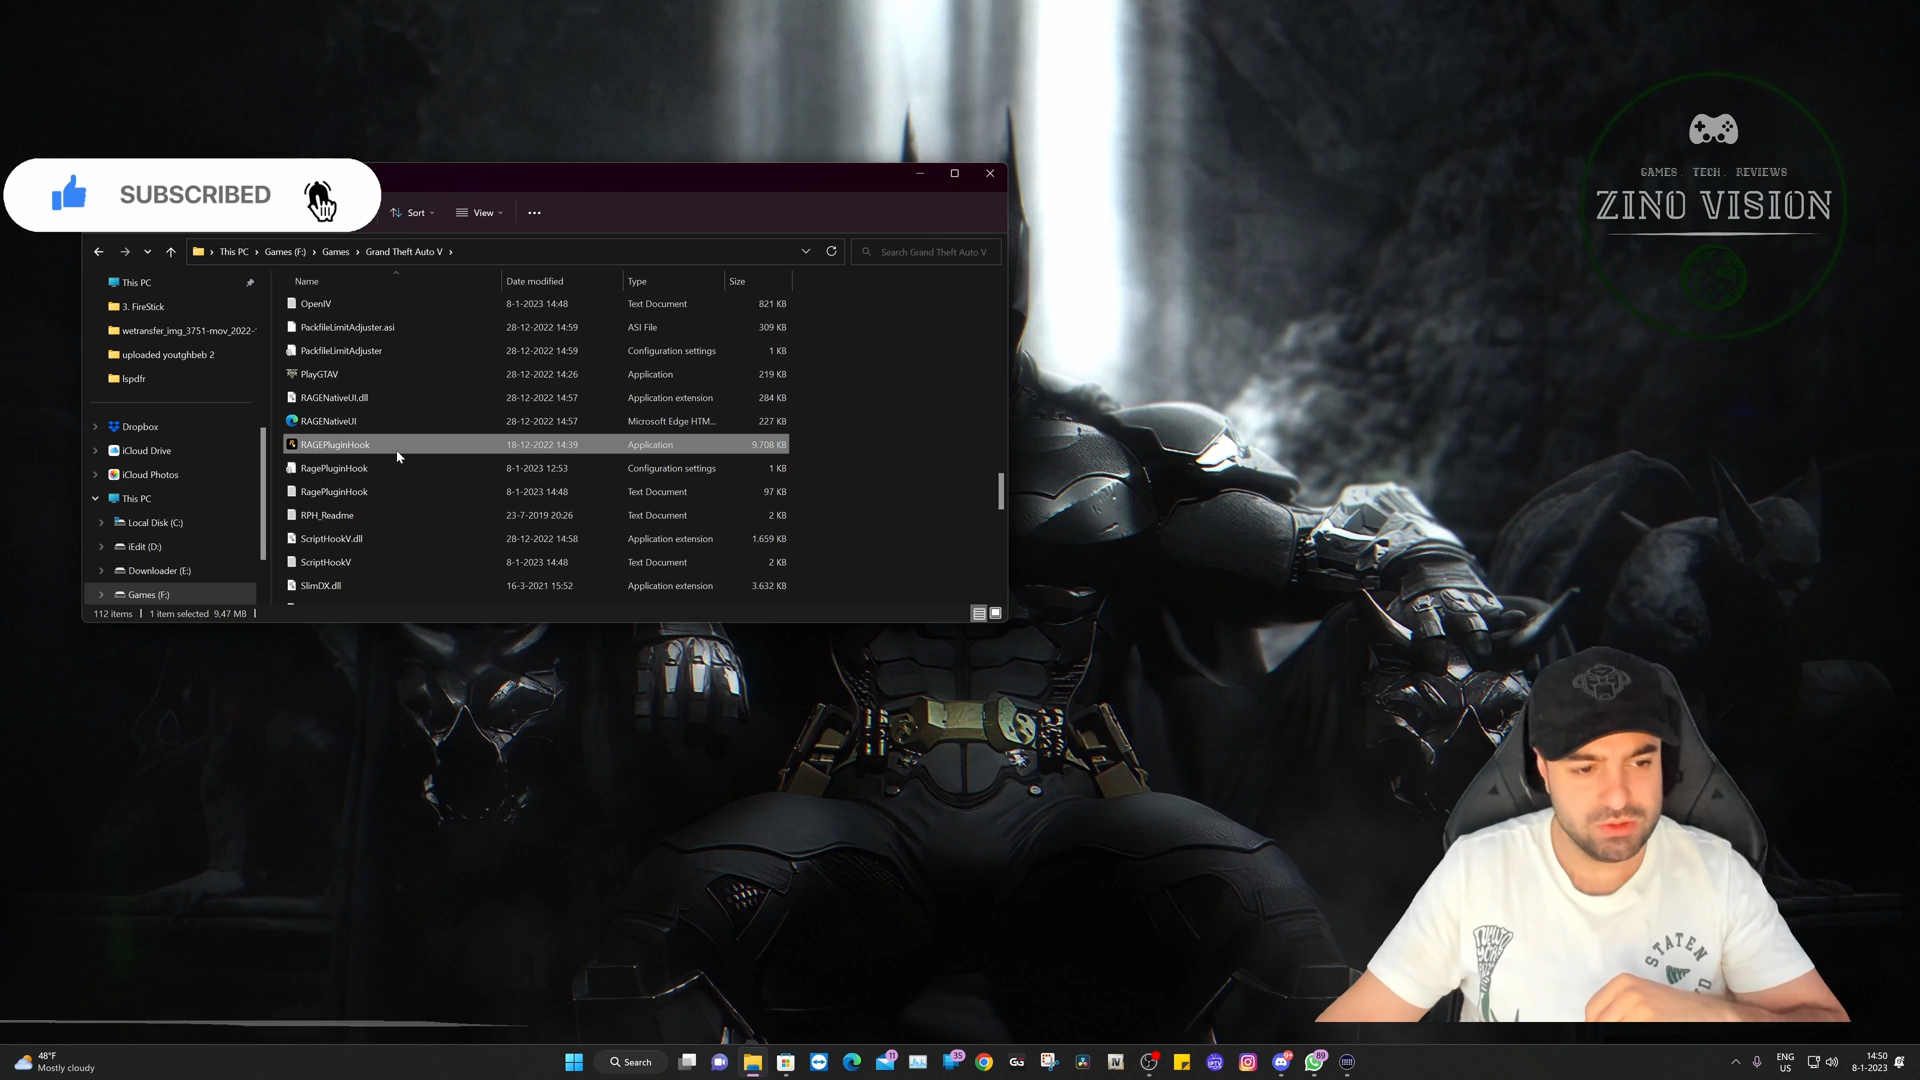 GAMES . TECH . REVIEWS
ZINO VISION
SUBSCRIBED
Sort
View
This PC > Games (F:) > Games > Grand Theft Auto V >
Search Grand Theft Auto V
This PC
3. FireStick
wetransfer_img_3751-mov_2022-
uploaded youtghbeb 2
lspdfr
Dropbox
iCloud Drive
iCloud Photos
This PC
Local Disk (C:)
iEdit (D:)
Downloader (E:)
Games (F:)
Name Date modified Type Size
OpenIV 8-1-2023 14:48 Text Document 821 KB
PackfileLimitAdjuster.asi 28-12-2022 14:59 ASI File 309 KB
PackfileLimitAdjuster 28-12-2022 14:59 Configuration settings 1 KB
PlayGTAV 28-12-2022 14:26 Application 219 KB
RAGENativeUI.dll 28-12-2022 14:57 Application extension 284 KB
RAGENativeUI 28-12-2022 14:57 Microsoft Edge HTM... 227 KB
RAGEPluginHook 18-12-2022 14:39 Application 9.708 KB
RagePluginHook 8-1-2023 12:53 Configuration settings 1 KB
RagePluginHook 8-1-2023 14:48 Text Document 97 KB
RPH_Readme 23-7-2019 20:26 Text Document 2 KB
ScriptHookV.dll 28-12-2022 14:58 Application extension 1.659 KB
ScriptHookV 8-1-2023 14:48 Text Document 2 KB
SlimDX.dll 16-3-2021 15:52 Application extension 3.632 KB
112 items 1 item selected 9,47 MB
NEW
YORK
STATEN
48°F
Mostly cloudy
Search
11
35
89
ENG
US
14:50
8-1-2023